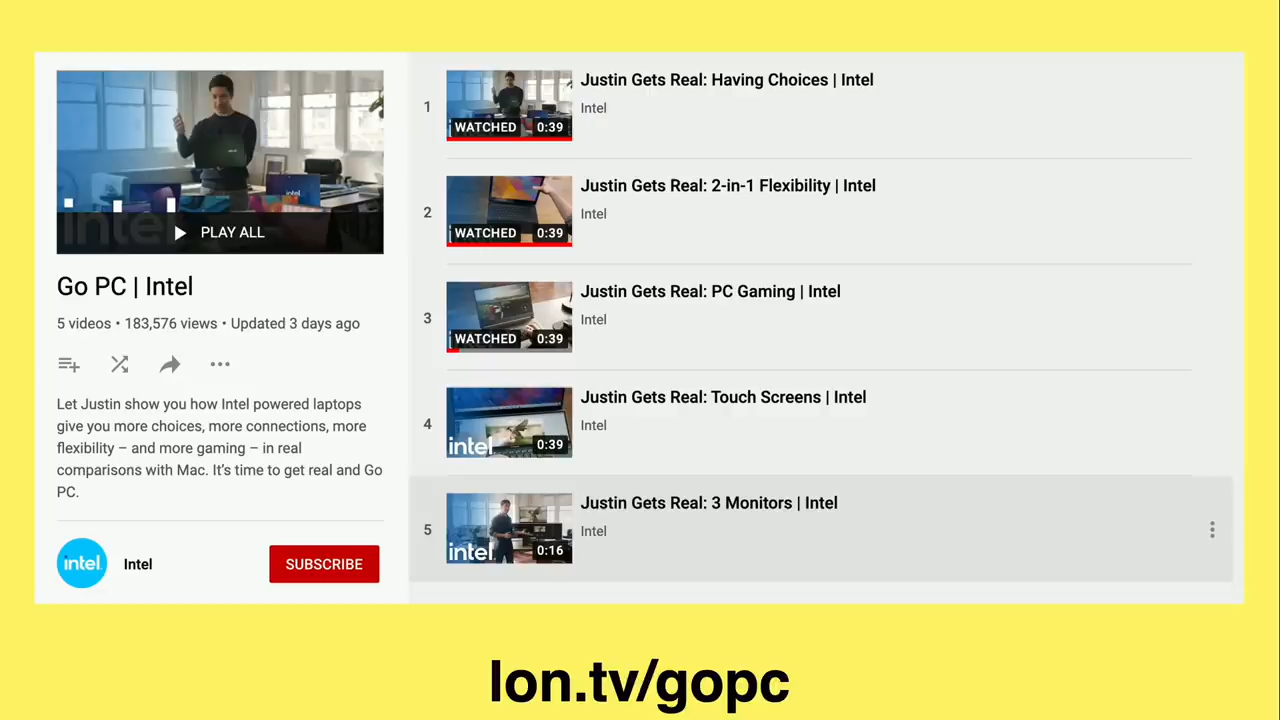 intel
PLAY ALL
Go PC | Intel
5 videos • 183,576 views • Updated 3 days ago
Let Justin show you how Intel powered laptops
give you more choices, more connections, more
flexibility – and more gaming – in real
comparisons with Mac. It's time to get real and Go
PC.
intel.
Intel
SUBSCRIBE
1
WATCHED
0:39
Justin Gets Real: Having Choices | Intel
Intel
2
WATCHED
0:39
Justin Gets Real: 2-in-1 Flexibility | Intel
Intel
3
WATCHED
0:39
Justin Gets Real: PC Gaming | Intel
Intel
4
intel
0:39
Justin Gets Real: Touch Screens | Intel
Intel
5
intel
0:16
Justin Gets Real: 3 Monitors | Intel
Intel
lon.tv/gopc